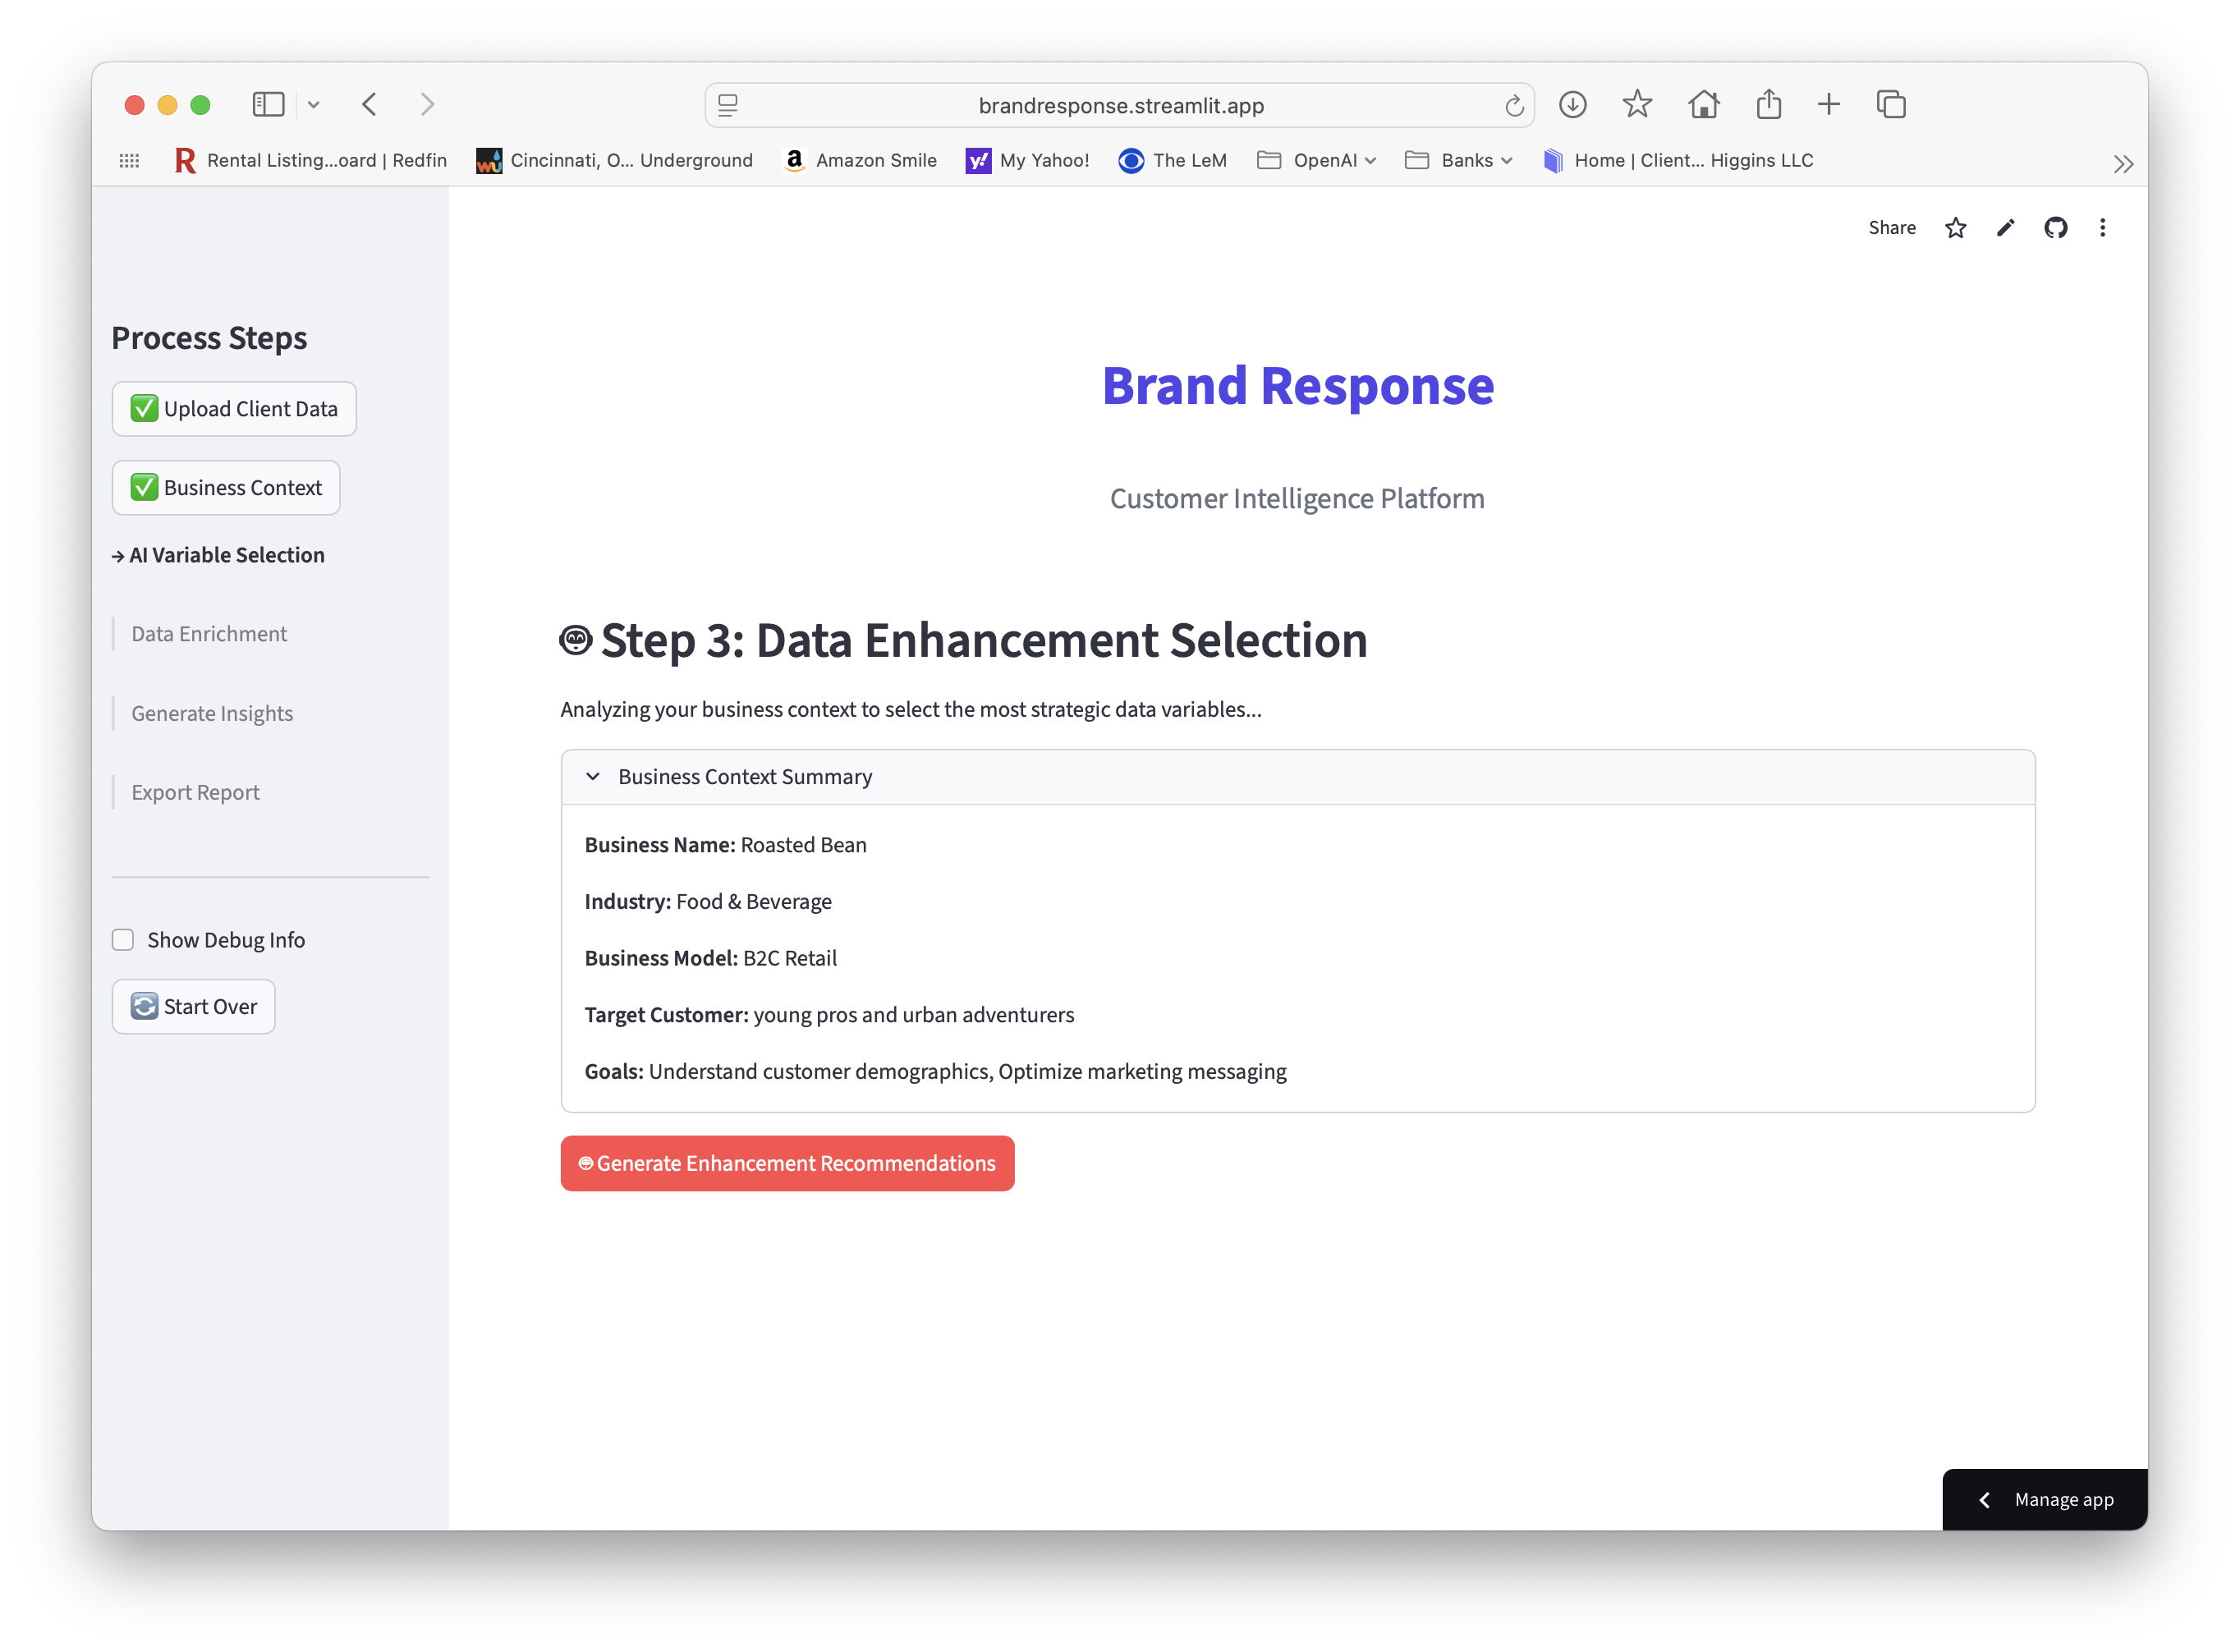 brandresponse.streamlit.app
Rental Listing...oard | Redfin
Cincinnati, O... Underground
Amazon Smile
My Yahoo!
The LeM
OpenAI
Banks
Home | Client... Higgins LLC
Share
Process Steps
Upload Client Data
Business Context
→ AI Variable Selection
Data Enrichment
Generate Insights
Export Report
Show Debug Info
Start Over
Brand Response
Customer Intelligence Platform
Step 3: Data Enhancement Selection
Analyzing your business context to select the most strategic data variables...
Business Context Summary
Business Name: Roasted Bean
Industry: Food & Beverage
Business Model: B2C Retail
Target Customer: young pros and urban adventurers
Goals: Understand customer demographics, Optimize marketing messaging
Generate Enhancement Recommendations
Manage app